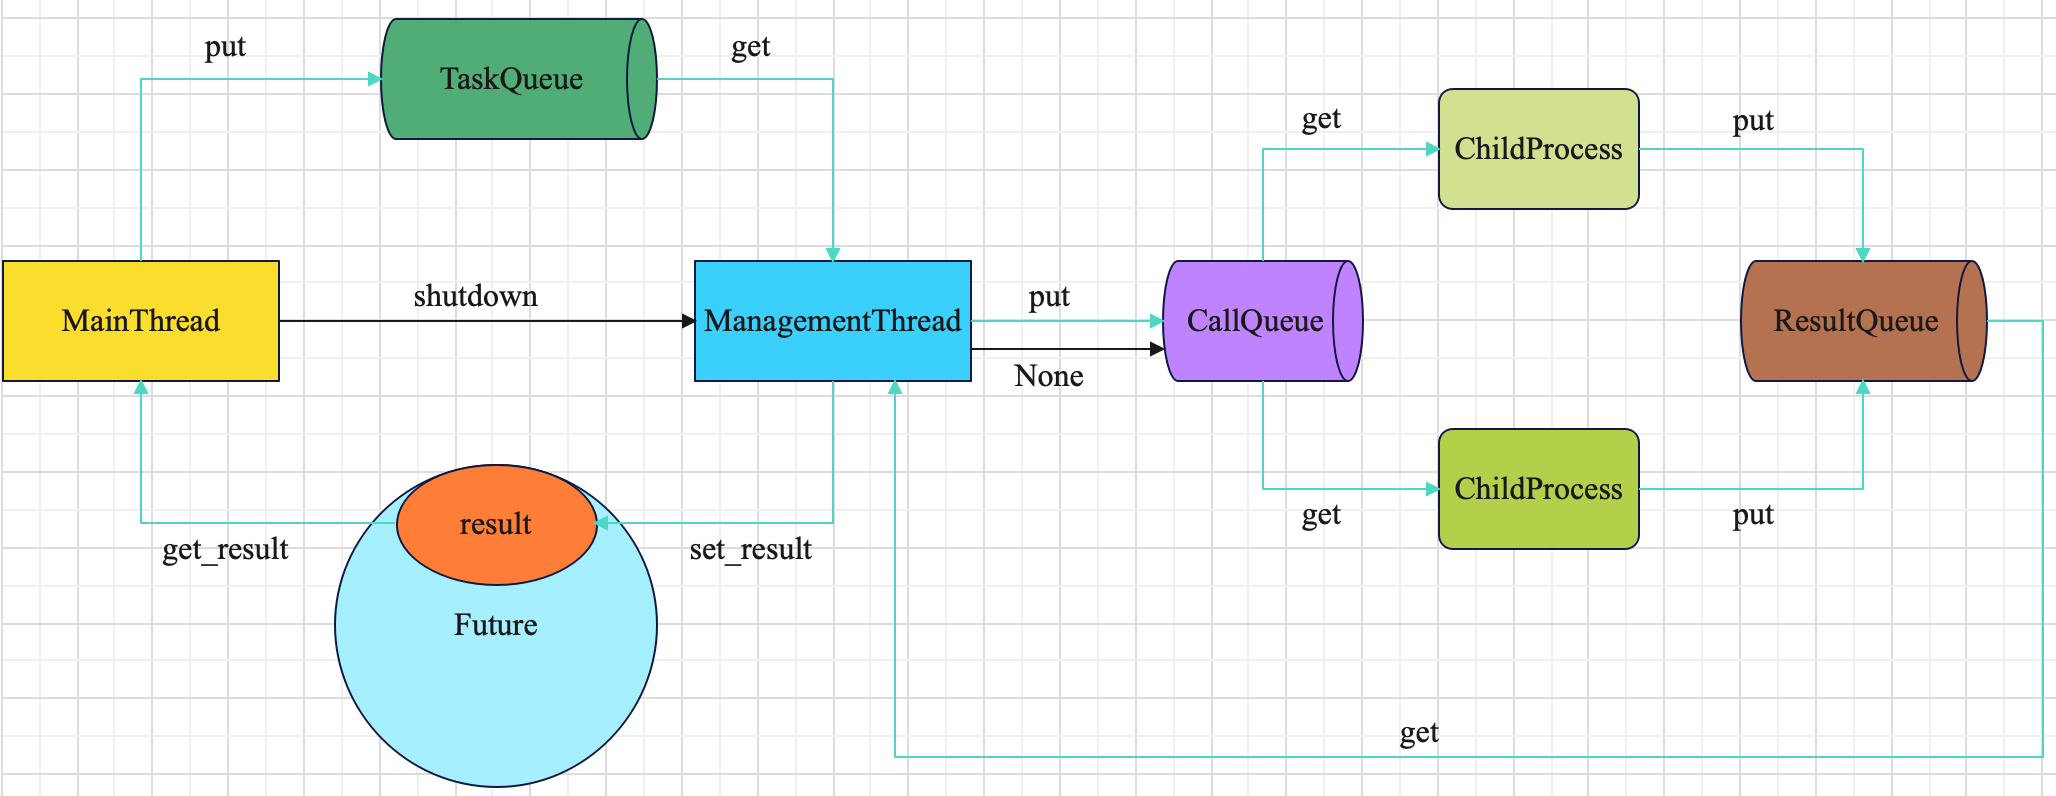 put
TaskQueue
get
get
ChildProcess
put
MainThread
shutdown
ManagementThread
put
None
CallQueue
ResultQueue
get_result
result
set_result
Future
get
ChildProcess
put
get